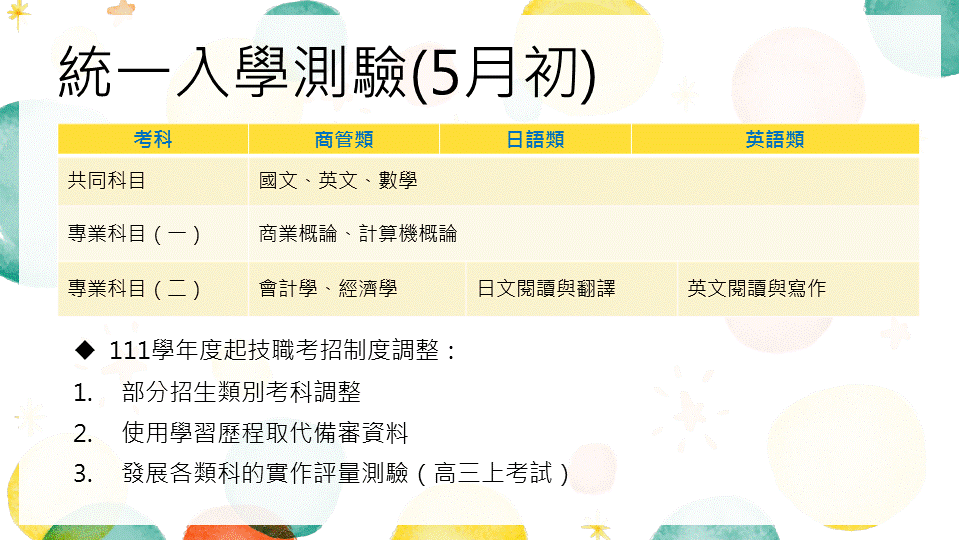 統一入學測驗(5月初)
考科 商管類 日語類 英語類
共同科目 國文、英文、數學
專業科目（一） 商業概論、計算機概論
專業科目（二） 會計學、經濟學 日文閱讀與翻譯 英文閱讀與寫作
◆ 111學年度起技職考招制度調整：
1. 部分招生類別考科調整
2. 使用學習歷程取代備審資料
3. 發展各類科的實作評量測驗（高三上考試）